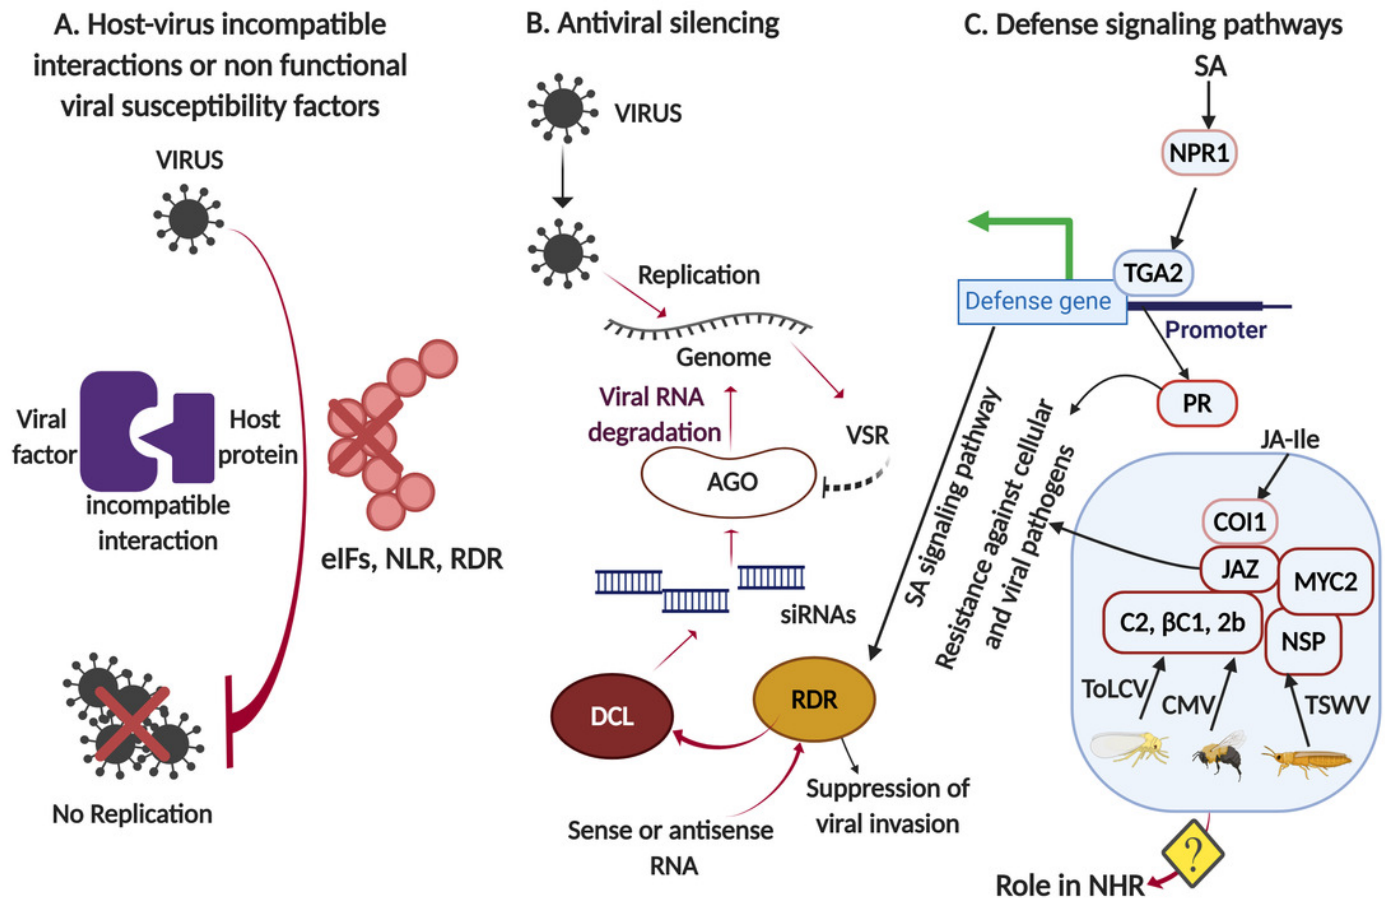 A. Host-virus incompatible
interactions or non functional
viral susceptibility factors
VIRUS
Viral
factor
Host
protein
incompatible
interaction
eIFs, NLR, RDR
No Replication
B. Antiviral silencing
VIRUS
Replication
Genome
Viral RNA
degradation
VSR
AGO
siRNAs
DCL
RDR
Suppression of
viral invasion
Sense or antisense
RNA
C. Defense signaling pathways
SA
NPR1
TGA2
Defense gene
Promoter
PR
SA signaling pathway
Resistance against cellular
and viral pathogens
JA-Ile
COI1
JAZ
MYC2
C2, βC1, 2b
NSP
ToLCV
CMV
TSWV
?
Role in NHR